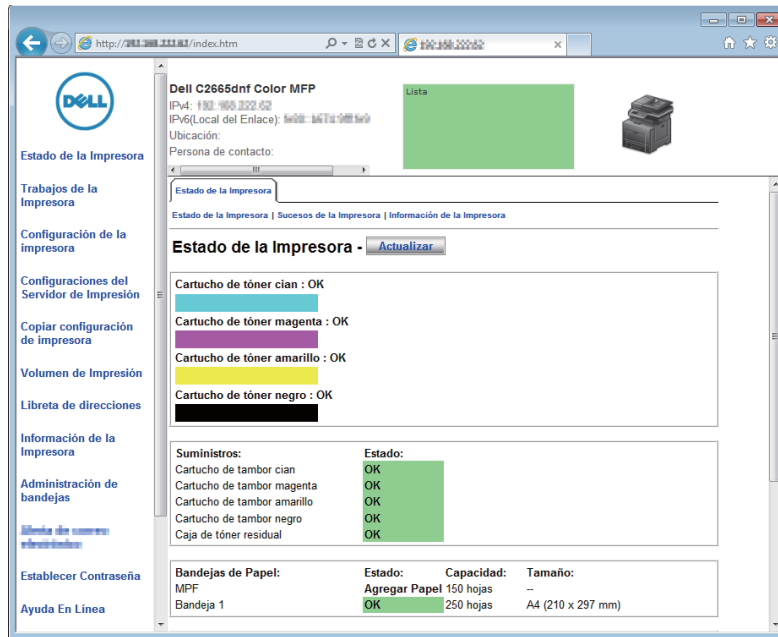 http:// /index.htm
DELL
Dell C2665dnf Color MFP
IPv4:
IPv6(Local del Enlace):
Ubicación:
Persona de contacto:
Lista
Estado de la Impresora
Trabajos de la
Impresora
Configuración de la
impresora
Configuraciones del
Servidor de Impresión
Copiar configuración
de impresora
Volumen de Impresión
Libreta de direcciones
Información de la
Impresora
Administración de
bandejas
Establecer Contraseña
Ayuda En Línea
Estado de la Impresora
Estado de la Impresora | Sucesos de la Impresora | Información de la Impresora
Estado de la Impresora - Actualizar
Cartucho de tóner cian : OK
Cartucho de tóner magenta : OK
Cartucho de tóner amarillo : OK
Cartucho de tóner negro : OK
Suministros: Estado:
Cartucho de tambor cian OK
Cartucho de tambor magenta OK
Cartucho de tambor amarillo OK
Cartucho de tambor negro OK
Caja de tóner residual OK
Bandejas de Papel: Estado: Capacidad: Tamaño:
MPF Agregar Papel 150 hojas --
Bandeja 1 OK 250 hojas A4 (210 x 297 mm)